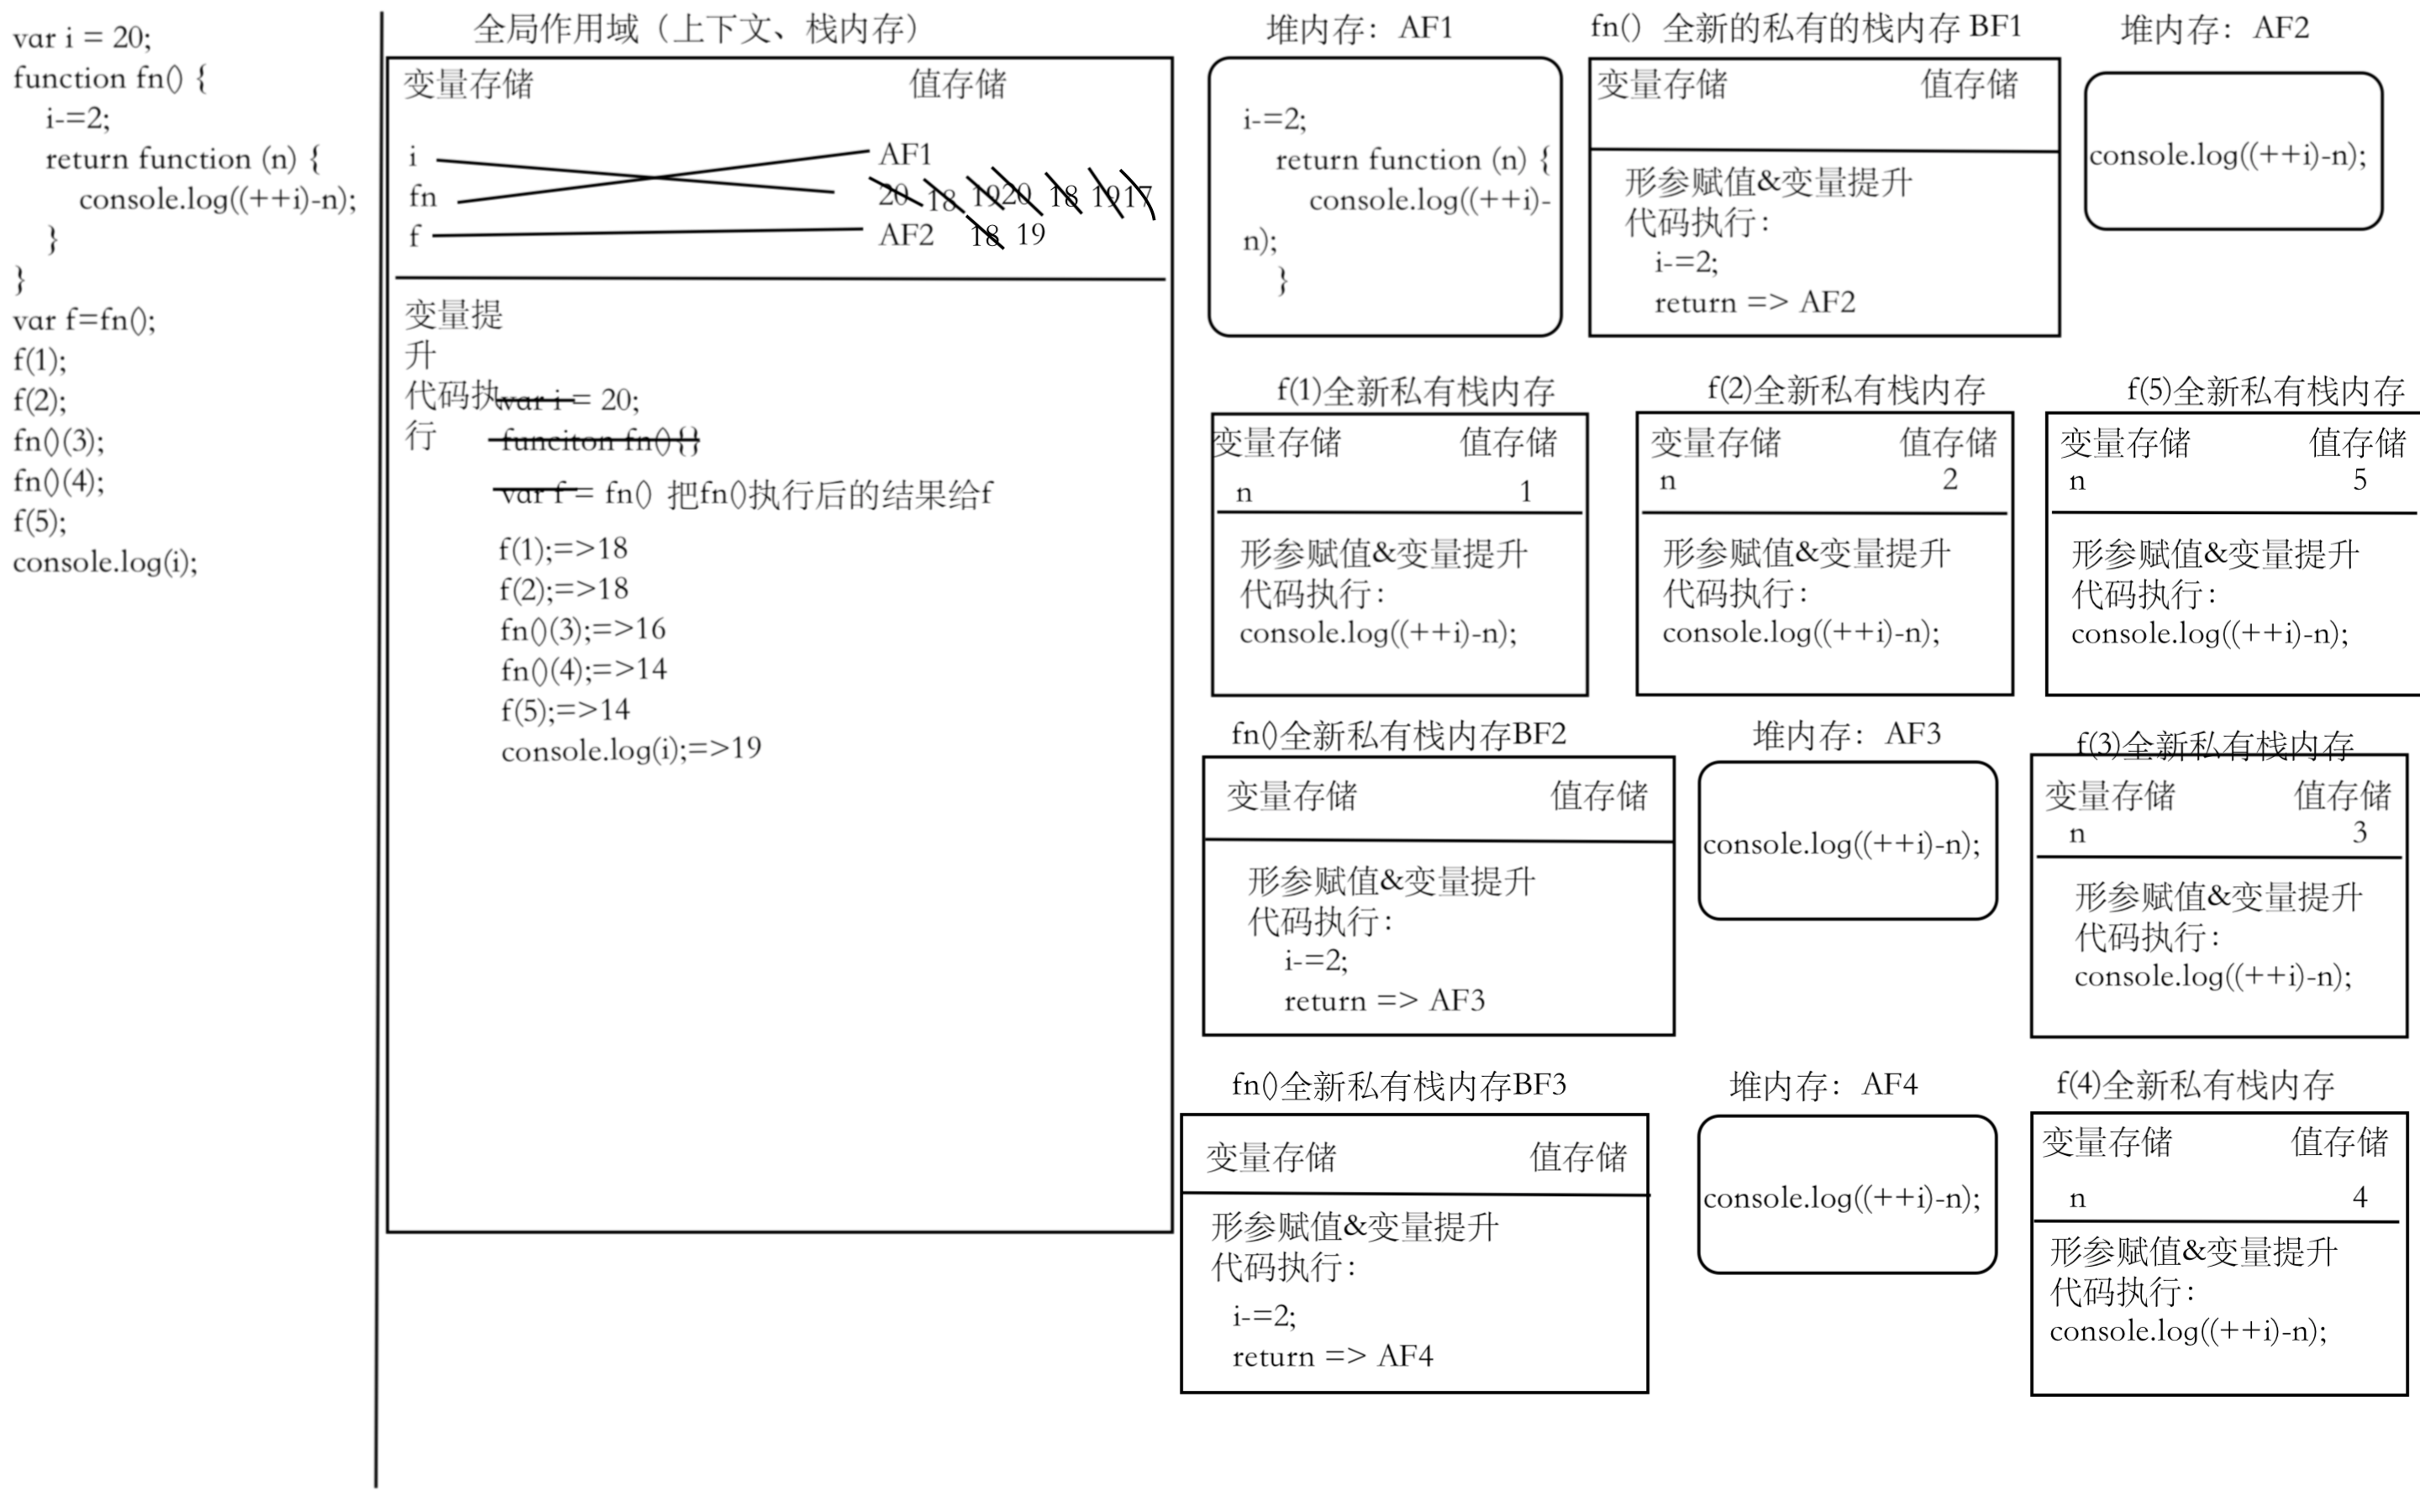 var i = 20;
function fn() {
i-=2;
return function (n) {
console.log((++i)-n);
}
}
var f=fn();
f(1);
f(2);
fn()(3);
fn()(4);
f(5);
console.log(i);
全局作用域（上下文、栈内存）
变量存储 值存储
i AF1
fn 20 18 19 20 18 19 17
f AF2 18 19
变量提
升
代码执
行
var i = 20;
funciton fn(){}
var f = fn() 把fn()执行后的结果给f
f(1);=>18
f(2);=>18
fn()(3);=>16
fn()(4);=>14
f(5);=>14
console.log(i);=>19
堆内存：AF1
i-=2;
return function (n) {
console.log((++i)-
n);
}
fn() 全新的私有的栈内存 BF1
变量存储 值存储
形参赋值&变量提升
代码执行：
i-=2;
return => AF2
堆内存：AF2
console.log((++i)-n);
f(1)全新私有栈内存
变量存储 值存储
n 1
形参赋值&变量提升
代码执行：
console.log((++i)-n);
f(2)全新私有栈内存
变量存储 值存储
n 2
形参赋值&变量提升
代码执行：
console.log((++i)-n);
f(5)全新私有栈内存
变量存储 值存储
n 5
形参赋值&变量提升
代码执行：
console.log((++i)-n);
fn()全新私有栈内存BF2
变量存储 值存储
形参赋值&变量提升
代码执行：
i-=2;
return => AF3
堆内存：AF3
console.log((++i)-n);
f(3)全新私有栈内存
变量存储 值存储
n 3
形参赋值&变量提升
代码执行：
console.log((++i)-n);
fn()全新私有栈内存BF3
变量存储 值存储
形参赋值&变量提升
代码执行：
i-=2;
return => AF4
堆内存：AF4
console.log((++i)-n);
f(4)全新私有栈内存
变量存储 值存储
n 4
形参赋值&变量提升
代码执行：
console.log((++i)-n);